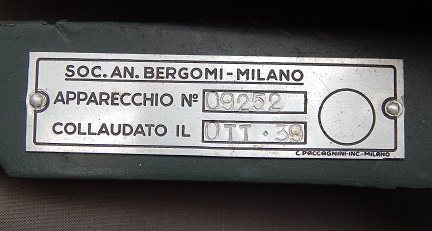 SOC. AN. BERGOMI - MILANO
APPARECCHIO Nº 09252
COLLAUDATO IL OTT · 39
C. PACCAGNINI - INC. - MILANO